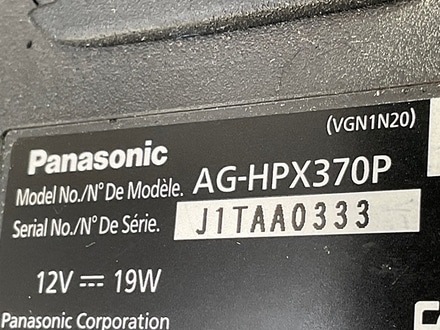 (VGN1N20)
Panasonic
Model No./N° De Modèle. AG-HPX370P
Serial No./N° De Série. J1TAA0333
12V ⎓ 19W
Panasonic Corporation